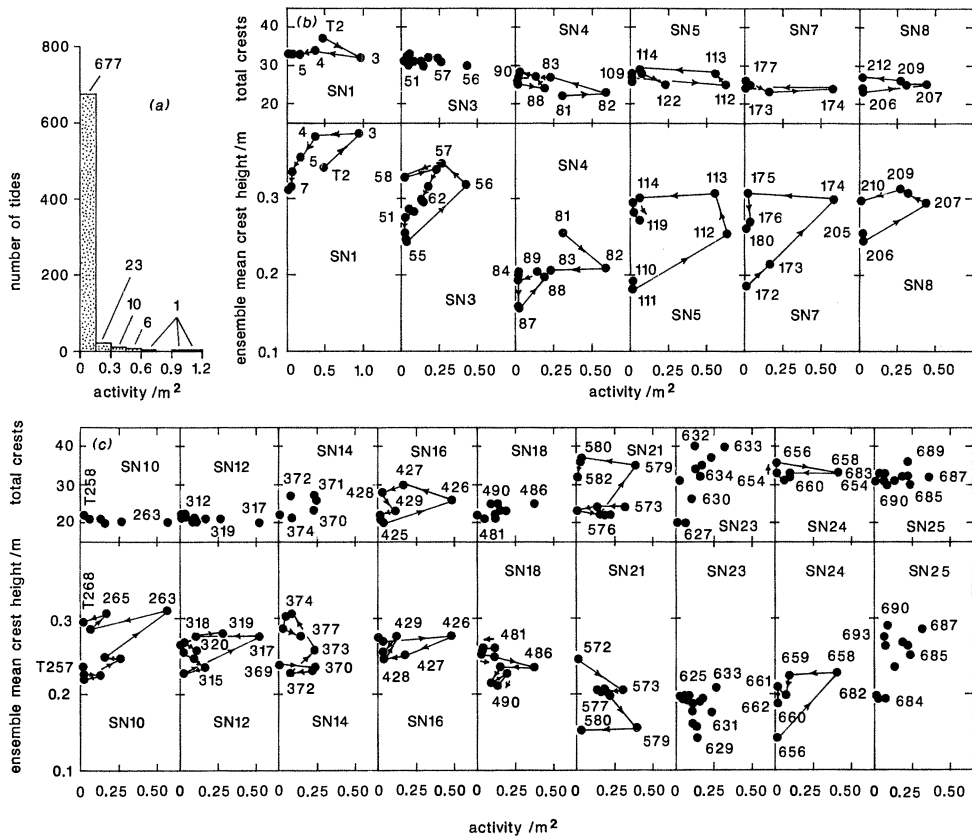 (a)
800
600
400
200
0
number of tides
677
23
10
6
1
0 0.3 0.6 0.9 1.2
activity /m²
(b)
total crests
40
20
T2 5 4 3 SN1
51 57 56 SN3
SN4 90 83 88 81 82
SN5 114 113 109 122 112
SN7 177 173 174
SN8 212 209 206 207
ensemble mean crest height/m
0.3
0.2
0.1
4 3 5 T2 7 SN1
57 58 56 62 51 55 SN3
SN4 81 84 89 83 82 88 87
114 113 119 112 110 111 SN5
175 174 176 180 173 172 SN7
210 209 207 205 206 SN8
0 0.5 1.0 0 0.25 0.50 0 0.25 0.50 0 0.25 0.50 0 0.25 0.50 0 0.25 0.50
activity /m²
(c)
total crests
40
20
T258 SN10 263
SN12 312 317 319
SN14 372 371 370 374
SN16 427 428 426 429 425
SN18 490 486 481
580 SN21 579 582 576
632 633 634 630 627 SN23
656 658 654 660 654 SN24
689 683 687 690 685 SN25
ensemble mean crest height /m
0.3
0.2
0.1
T268 265 263 T257 SN10
318 319 320 317 315 SN12
374 377 373 369 370 372 SN14
429 426 428 427 SN16
SN18 481 486 490
SN21 572 573 577 580 579
SN23 625 633 631 629
SN24 659 658 661 662 660 656
SN25 690 687 693 685 682 684
0 0.25 0.50 0 0.25 0.50 0 0.25 0.50 0 0.25 0.50 0 0.25 0.50 0 0.25 0.50 0 0.25 0.50 0 0.25 0.50 0 0.25 0.50
activity /m²